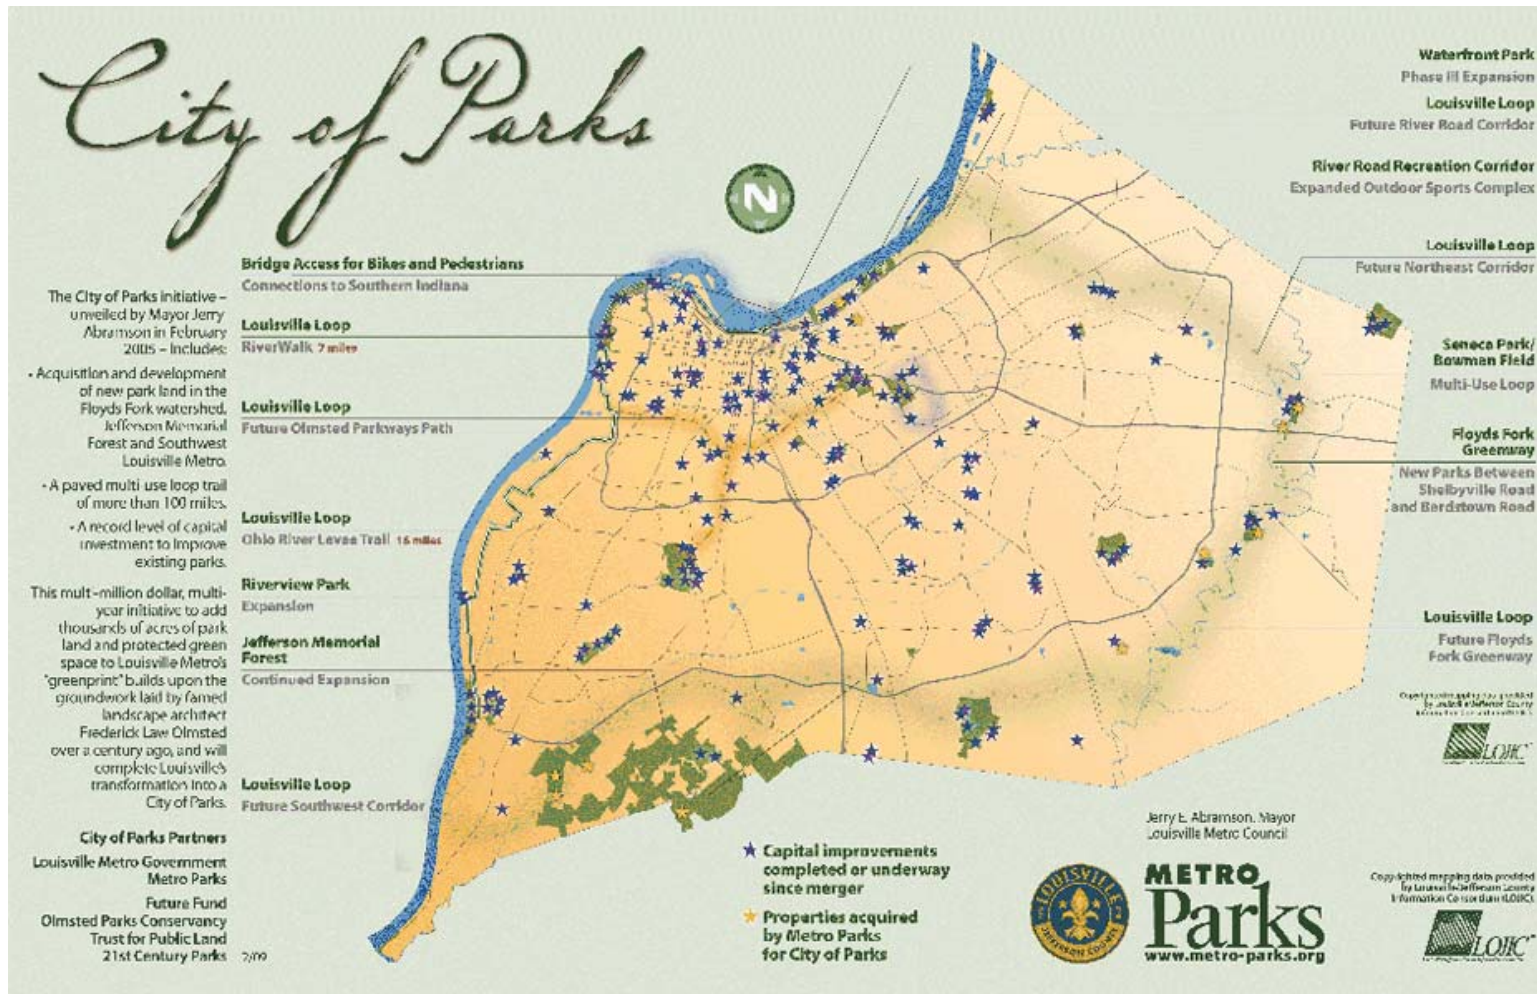 City of Parks
N
The City of Parks initiative –
unveiled by Mayor Jerry
Abramson in February
2005 – includes:
• Acquisition and development
of new park land in the
Floyds Fork watershed,
Jefferson Memorial
Forest and Southwest
Louisville Metro.
• A paved multi-use loop trail
of more than 100 miles.
• A record level of capital
investment to improve
existing parks.
This mult-million dollar, multi-
year initiative to add
thousands of acres of park
land and protected green
space to Louisville Metro's
"greenprint" builds upon the
groundwork laid by famed
landscape architect
Frederick Law Olmsted
over a century ago, and will
complete Louisville's
transformation into a
City of Parks.
City of Parks Partners
Louisville Metro Government
Metro Parks
Future Fund
Olmsted Parks Conservancy
Trust for Public Land
21st Century Parks
2/09
Bridge Access for Bikes and Pedestrians
Connections to Southern Indiana
Louisville Loop
RiverWalk 7 miles
Louisville Loop
Future Olmsted Parkways Path
Louisville Loop
Ohio River Levee Trail 16 miles
Riverview Park
Expansion
Jefferson Memorial
Forest
Continued Expansion
Louisville Loop
Future Southwest Corridor
Waterfront Park
Phase III Expansion
Louisville Loop
Future River Road Corridor
River Road Recreation Corridor
Expanded Outdoor Sports Complex
Louisville Loop
Future Northeast Corridor
Seneca Park/
Bowman Field
Multi-Use Loop
Floyds Fork
Greenway
New Parks Between
Shelbyville Road
and Bardstown Road
Louisville Loop
Future Floyds
Fork Greenway
Copyrighted mapping data provided
by Louisville/Jefferson County
Information Consortium (LOJIC).
LOJIC
Capital improvements
completed or underway
since merger
Properties acquired
by Metro Parks
for City of Parks
Jerry E. Abramson, Mayor
Louisville Metro Council
LOUISVILLE
JEFFERSON COUNTY
METRO
Parks
www.metro-parks.org
Copyrighted mapping data provided
by Louisville/Jefferson County
Information Consortium (LOJIC).
LOJIC